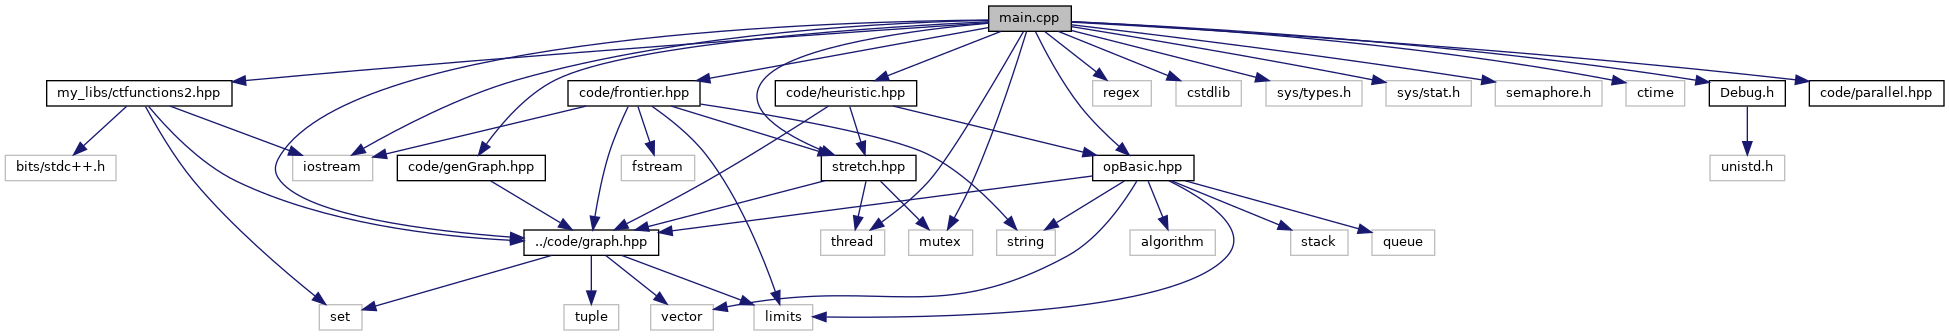 main.cpp
my_libs/ctfunctions2.hpp
code/frontier.hpp
code/heuristic.hpp
regex
cstdlib
sys/types.h
sys/stat.h
semaphore.h
ctime
Debug.h
code/parallel.hpp
bits/stdc++.h
iostream
code/genGraph.hpp
fstream
stretch.hpp
opBasic.hpp
unistd.h
../code/graph.hpp
thread
mutex
string
algorithm
stack
queue
set
tuple
vector
limits